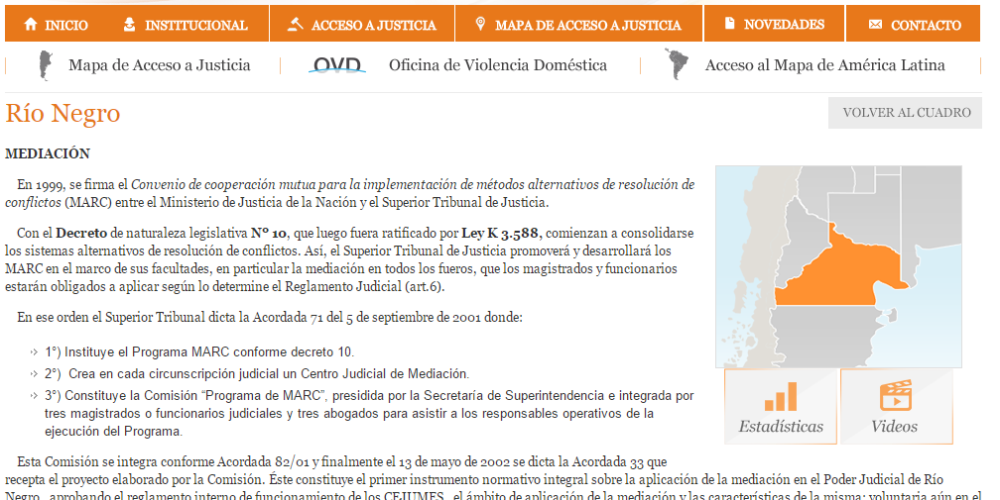 INICIO INSTITUCIONAL ACCESO A JUSTICIA MAPA DE ACCESO A JUSTICIA NOVEDADES CONTACTO
Mapa de Acceso a Justicia OVD Oficina de Violencia Doméstica Acceso al Mapa de América Latina
Río Negro
VOLVER AL CUADRO
MEDIACIÓN
En 1999, se firma el Convenio de cooperación mutua para la implementación de métodos alternativos de resolución de
conflictos (MARC) entre el Ministerio de Justicia de la Nación y el Superior Tribunal de Justicia.
Con el Decreto de naturaleza legislativa Nº 10, que luego fuera ratificado por Ley K 3.588, comienzan a consolidarse
los sistemas alternativos de resolución de conflictos. Así, el Superior Tribunal de Justicia promoverá y desarrollará los
MARC en el marco de sus facultades, en particular la mediación en todos los fueros, que los magistrados y funcionarios
estarán obligados a aplicar según lo determine el Reglamento Judicial (art.6).
En ese orden el Superior Tribunal dicta la Acordada 71 del 5 de septiembre de 2001 donde:
1°) Instituye el Programa MARC conforme decreto 10.
2°) Crea en cada circunscripción judicial un Centro Judicial de Mediación.
3°) Constituye la Comisión “Programa de MARC”, presidida por la Secretaría de Superintendencia e integrada por
tres magistrados o funcionarios judiciales y tres abogados para asistir a los responsables operativos de la
ejecución del Programa.
Estadísticas Videos
Esta Comisión se integra conforme Acordada 82/01 y finalmente el 13 de mayo de 2002 se dicta la Acordada 33 que
recepta el proyecto elaborado por la Comisión. Éste constituye el primer instrumento normativo integral sobre la aplicación de la mediación en el Poder Judicial de Río
Negro, aprobando el reglamento interno de funcionamiento de los CEJUMES, el ámbito de aplicación de la mediación y las características de la misma: voluntaria aún en el